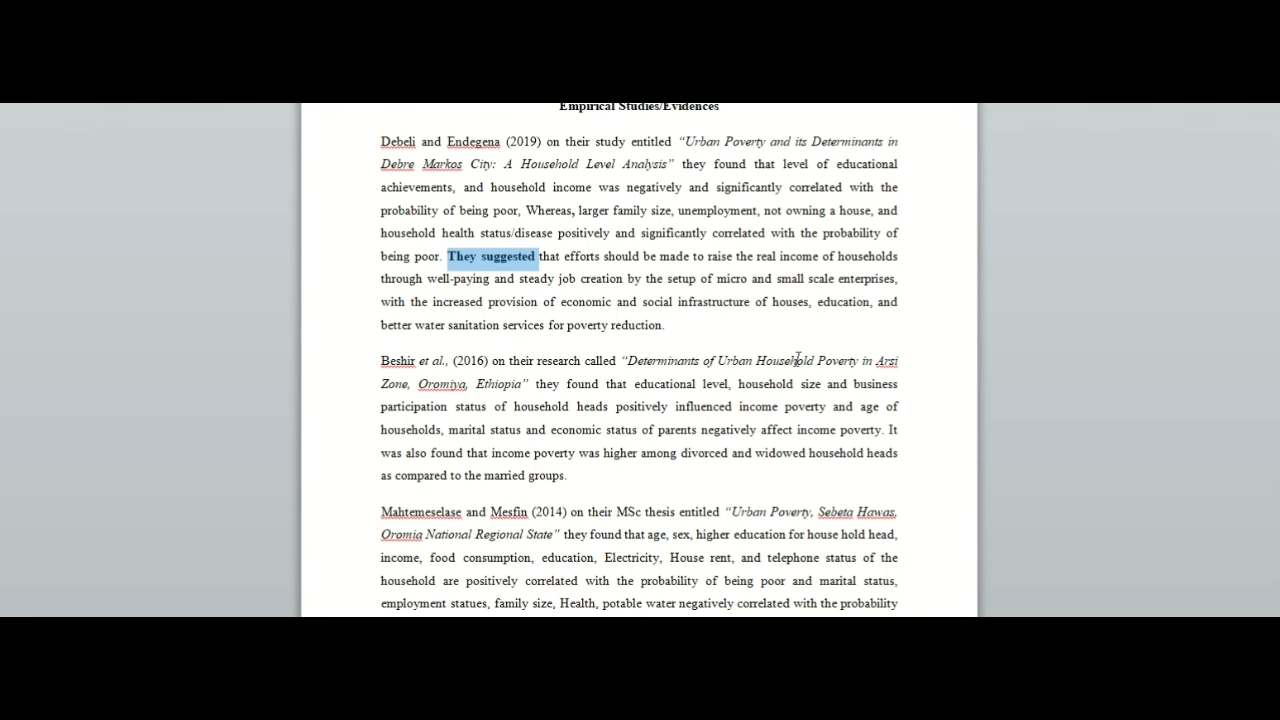 Empirical Studies/Evidences
Debeli and Endegena (2019) on their study entitled “Urban Poverty and its Determinants in
Debre Markos City: A Household Level Analysis” they found that level of educational
achievements, and household income was negatively and significantly correlated with the
probability of being poor, Whereas, larger family size, unemployment, not owning a house, and
household health status/disease positively and significantly correlated with the probability of
being poor. They suggested that efforts should be made to raise the real income of households
through well-paying and steady job creation by the setup of micro and small scale enterprises,
with the increased provision of economic and social infrastructure of houses, education, and
better water sanitation services for poverty reduction.
Beshir et al., (2016) on their research called “Determinants of Urban Household Poverty in Arsi
Zone, Oromiya, Ethiopia” they found that educational level, household size and business
participation status of household heads positively influenced income poverty and age of
households, marital status and economic status of parents negatively affect income poverty. It
was also found that income poverty was higher among divorced and widowed household heads
as compared to the married groups.
Mahtemeselase and Mesfin (2014) on their MSc thesis entitled “Urban Poverty, Sebeta Hawas,
Oromia National Regional State” they found that age, sex, higher education for house hold head,
income, food consumption, education, Electricity, House rent, and telephone status of the
household are positively correlated with the probability of being poor and marital status,
employment statues, family size, Health, potable water negatively correlated with the probability